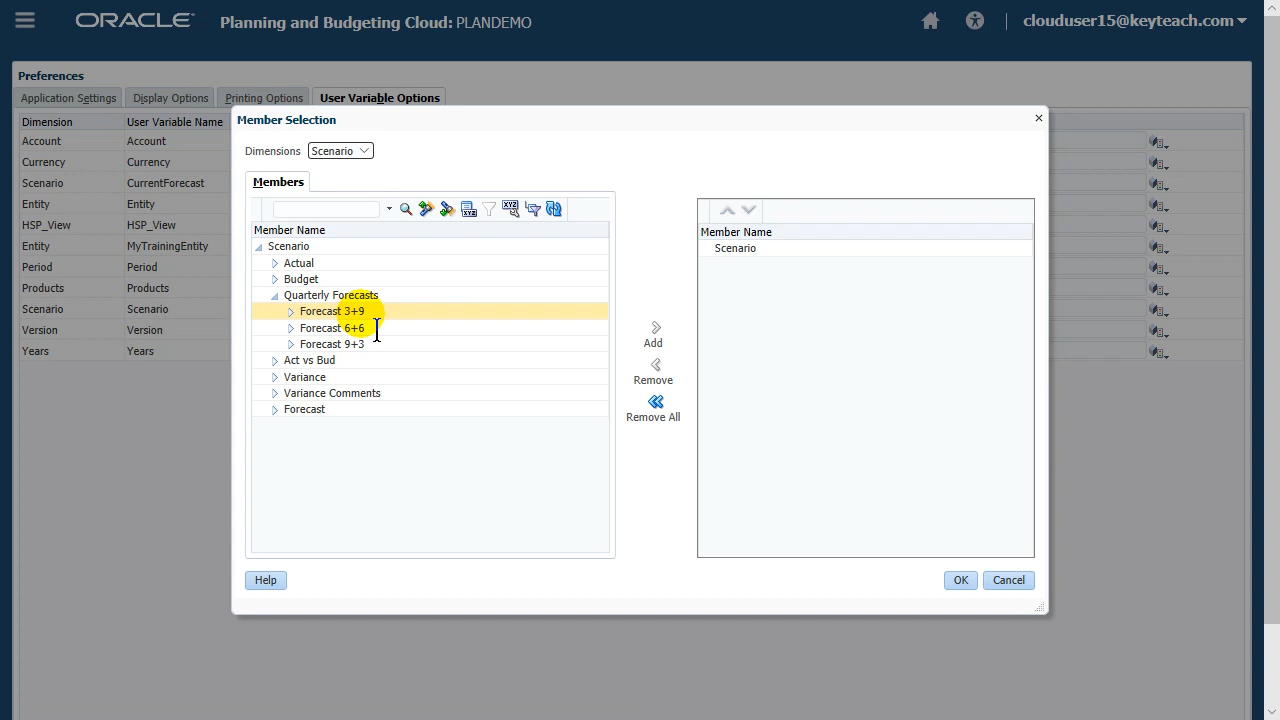 ORACLE Planning and Budgeting Cloud: PLANDEMO clouduser15@keyteach.com
Preferences
Application Settings Display Options Printing Options User Variable Options
Dimension User Variable Name
Account Account
Currency Currency
Scenario CurrentForecast
Entity Entity
HSP_View HSP_View
Entity MyTrainingEntity
Period Period
Products Products
Scenario Scenario
Version Version
Years Years
Member Selection
Dimensions Scenario
Members
Member Name
Scenario
Actual
Budget
Quarterly Forecasts
Forecast 3+9
Forecast 6+6
Forecast 9+3
Act vs Bud
Variance
Variance Comments
Forecast
Add
Remove
Remove All
Member Name
Scenario
Help OK Cancel